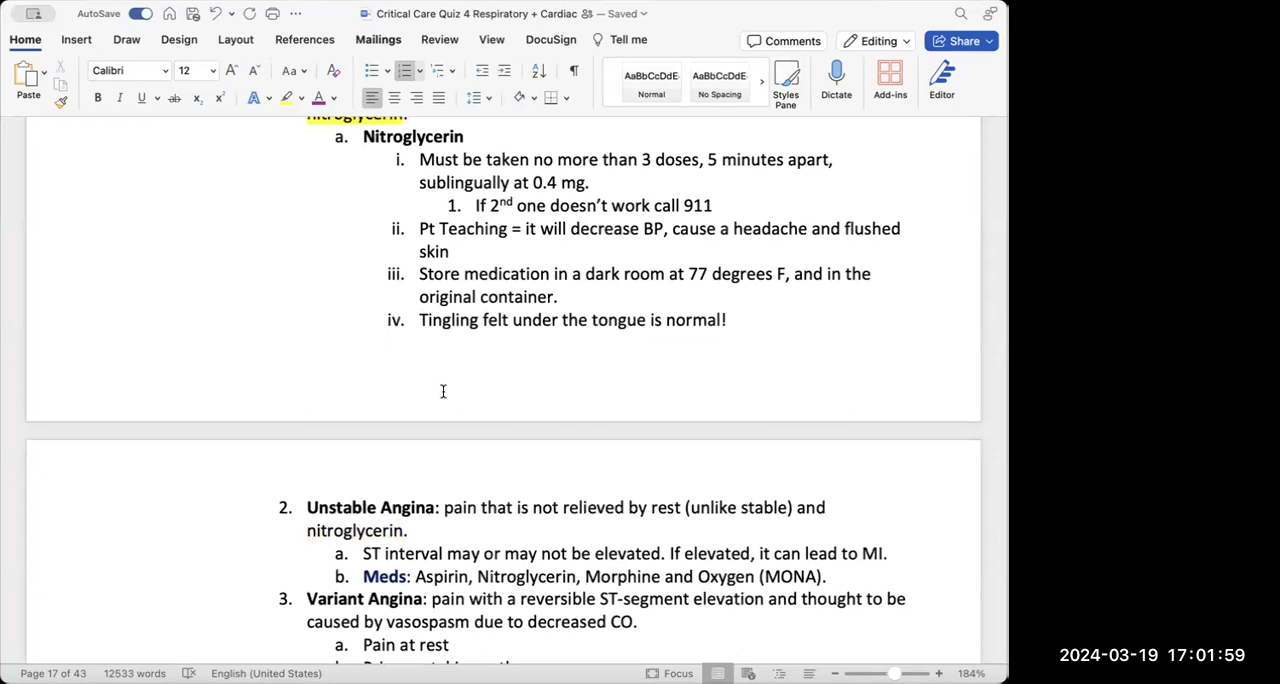 AutoSave
Critical Care Quiz 4 Respiratory + Cardiac — Saved
Home Insert Draw Design Layout References Mailings Review View DocuSign Tell me
Comments Editing Share
Paste
Calibri 12
Aa
B I U ab x₂ x²
AaBbCcDdE AaBbCcDdE
Normal No Spacing
Styles Pane
Dictate
Add-ins
Editor
nitroglycerin.
a. Nitroglycerin
i. Must be taken no more than 3 doses, 5 minutes apart,
sublingually at 0.4 mg.
1. If 2nd one doesn't work call 911
ii. Pt Teaching = it will decrease BP, cause a headache and flushed
skin
iii. Store medication in a dark room at 77 degrees F, and in the
original container.
iv. Tingling felt under the tongue is normal!
2. Unstable Angina: pain that is not relieved by rest (unlike stable) and
nitroglycerin.
a. ST interval may or may not be elevated. If elevated, it can lead to MI.
b. Meds: Aspirin, Nitroglycerin, Morphine and Oxygen (MONA).
3. Variant Angina: pain with a reversible ST-segment elevation and thought to be
caused by vasospasm due to decreased CO.
a. Pain at rest
Page 17 of 43 12533 words English (United States) Focus 184%
2024-03-19 17:01:59